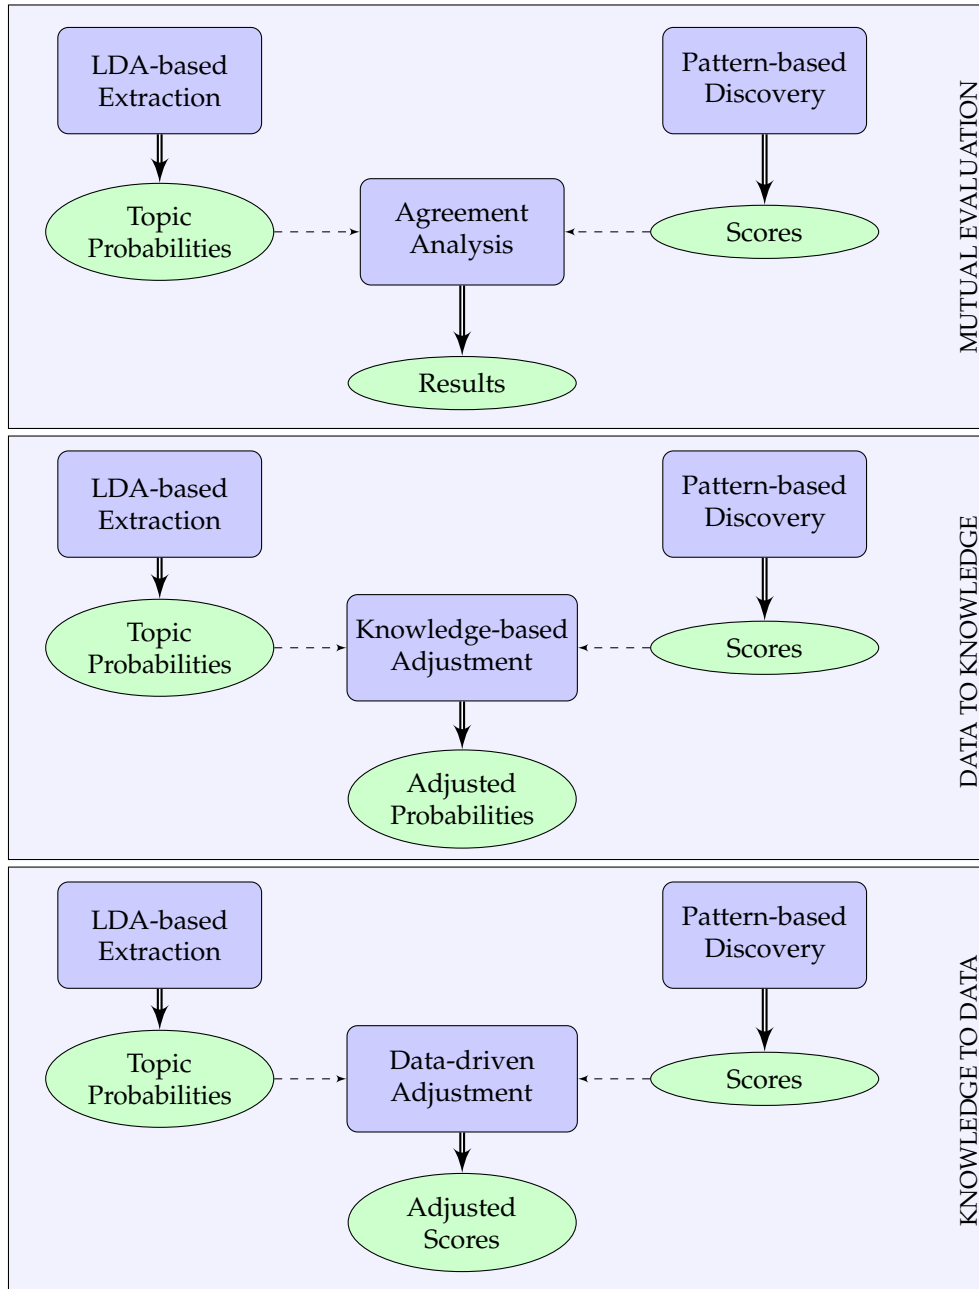 LDA-based
Extraction
Pattern-based
Discovery
Topic
Probabilities
Agreement
Analysis
Scores
Results
MUTUAL EVALUATION
LDA-based
Extraction
Pattern-based
Discovery
Topic
Probabilities
Knowledge-based
Adjustment
Scores
Adjusted
Probabilities
DATA TO KNOWLEDGE
LDA-based
Extraction
Pattern-based
Discovery
Topic
Probabilities
Data-driven
Adjustment
Scores
Adjusted
Scores
KNOWLEDGE TO DATA